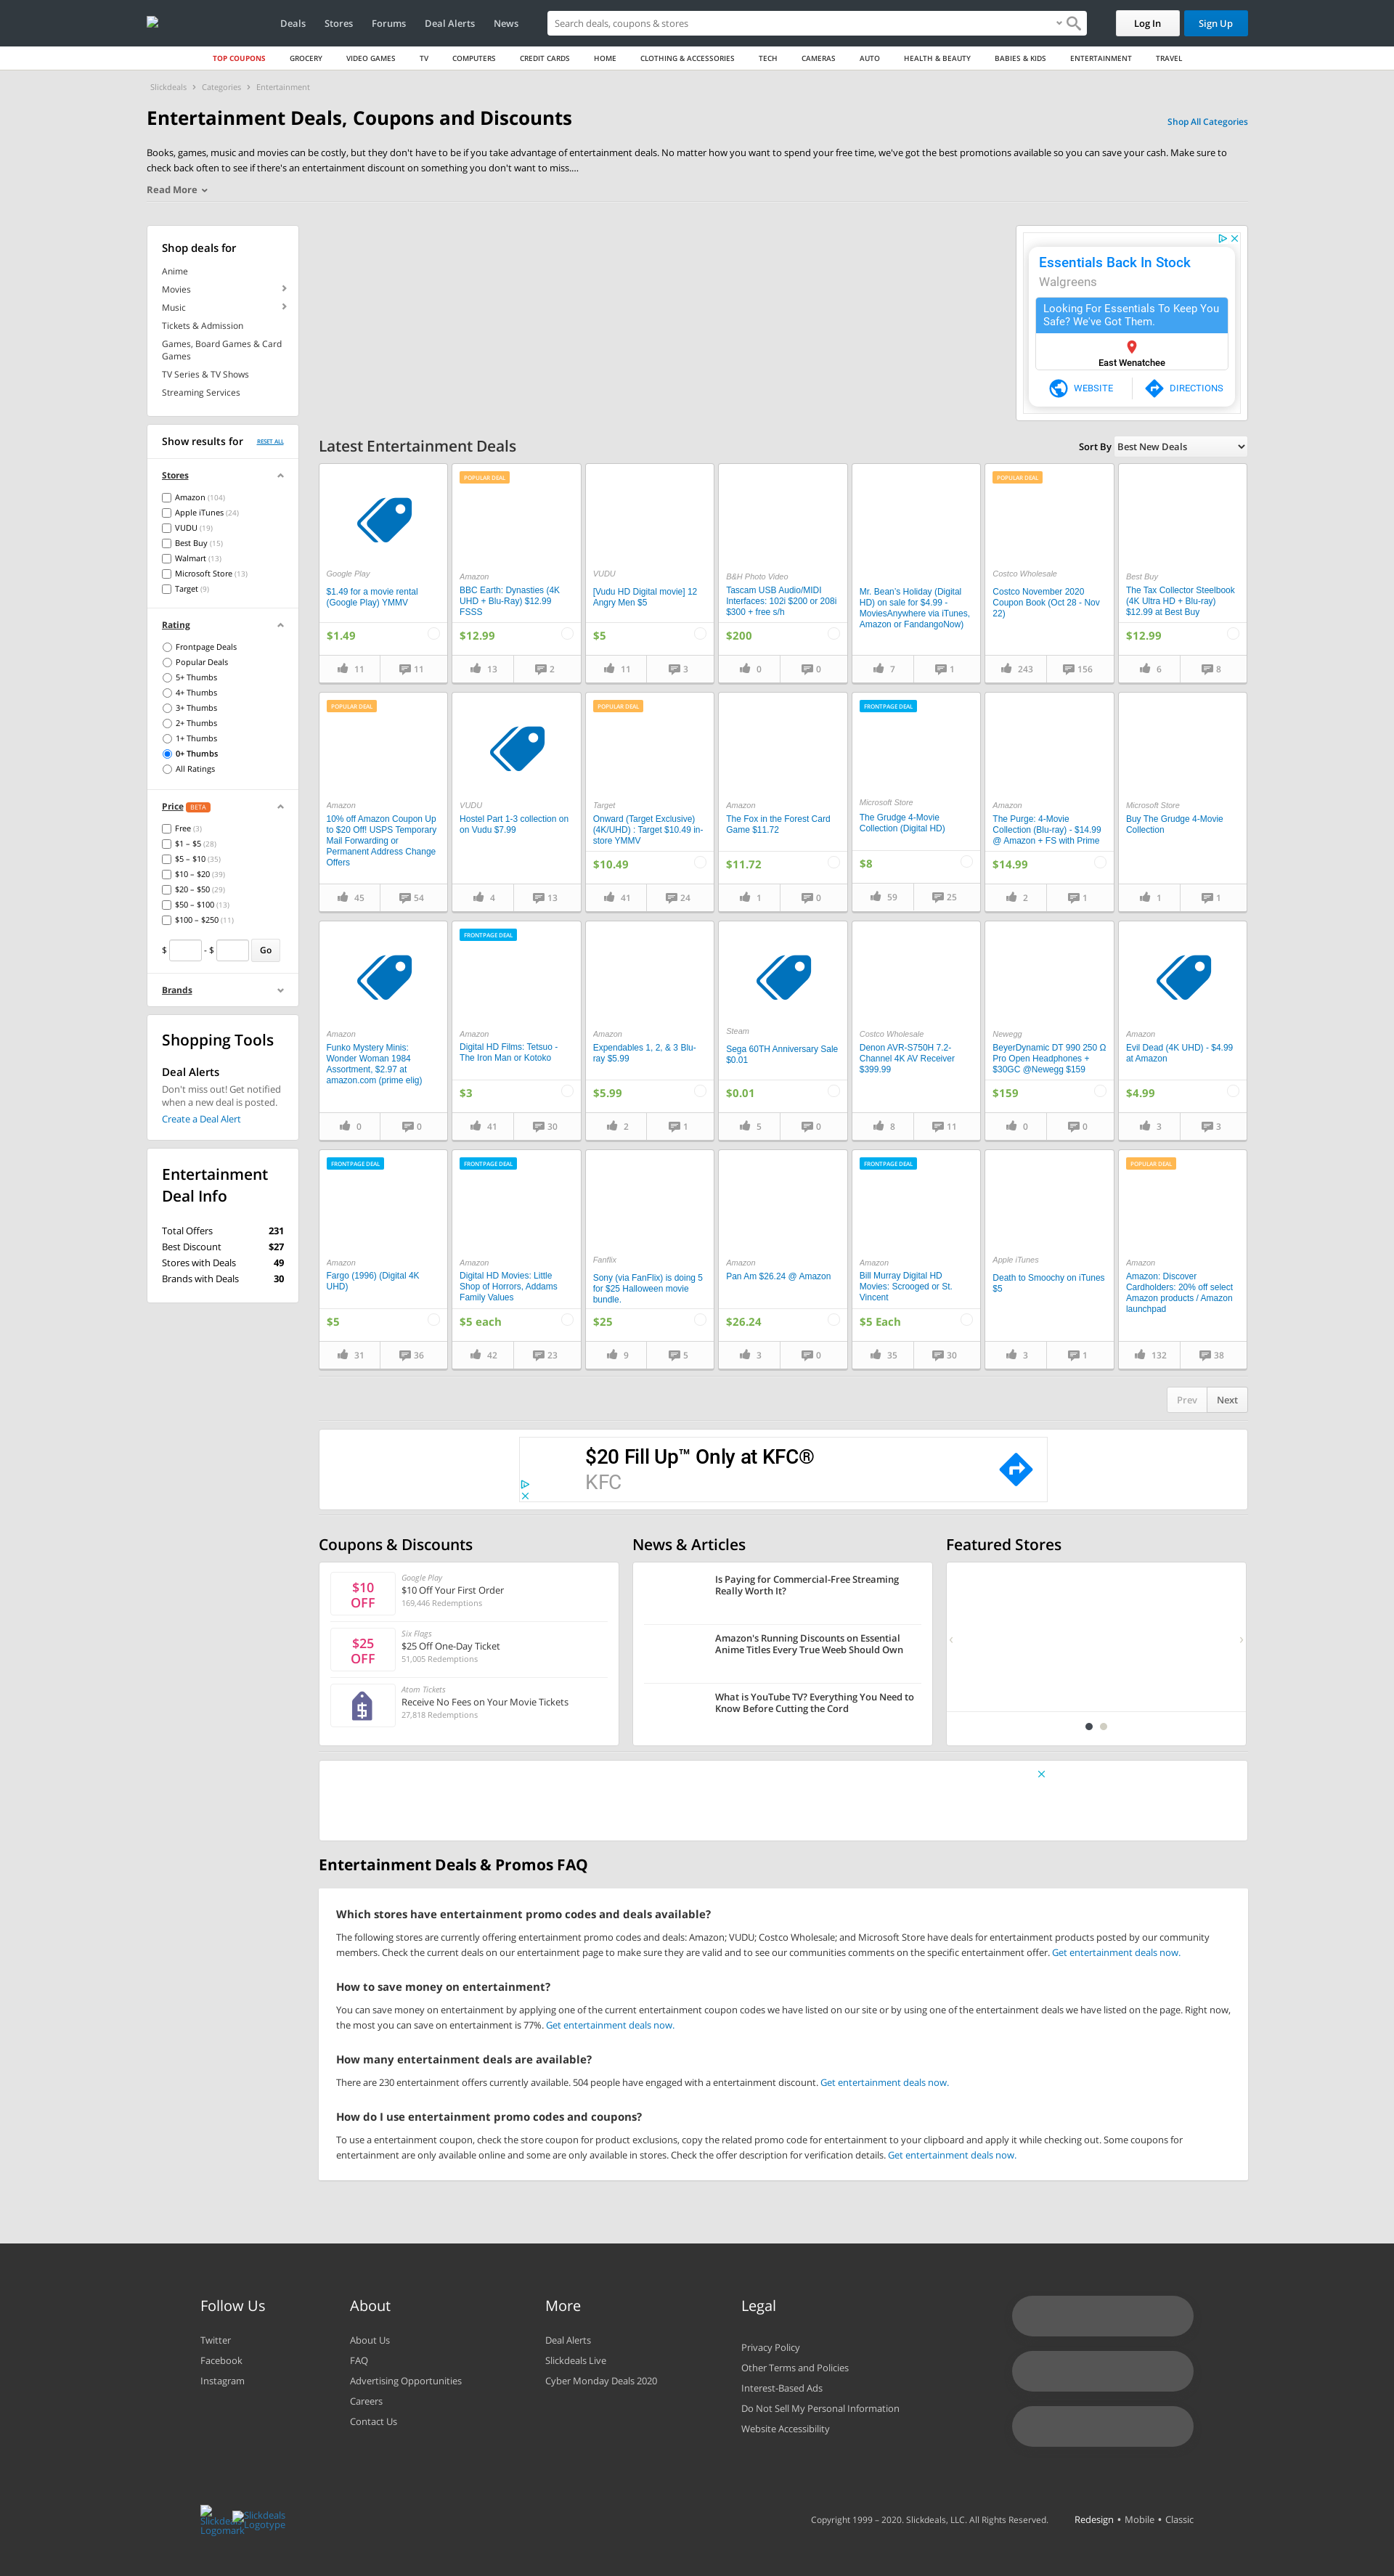 Deals Stores Forums Deal Alerts News
Search deals, coupons & stores
Log In
Sign Up
TOP COUPONS GROCERY VIDEO GAMES TV COMPUTERS CREDIT CARDS HOME CLOTHING & ACCESSORIES TECH CAMERAS AUTO HEALTH & BEAUTY BABIES & KIDS ENTERTAINMENT TRAVEL
Slickdeals › Categories › Entertainment
Entertainment Deals, Coupons and Discounts
Shop All Categories
Books, games, music and movies can be costly, but they don't have to be if you take advantage of entertainment deals. No matter how you want to spend your free time, we've got the best promotions available so you can save your cash. Make sure to
check back often to see if there's an entertainment discount on something you don't want to miss....
Read More
Shop deals for
Anime
Movies
Music
Tickets & Admission
Games, Board Games & Card
Games
TV Series & TV Shows
Streaming Services
Essentials Back In Stock
Walgreens
Looking For Essentials To Keep You
Safe? We've Got Them.
East Wenatchee
WEBSITE
DIRECTIONS
Show results for RESET ALL
Stores
Amazon (104)
Apple iTunes (24)
VUDU (19)
Best Buy (15)
Walmart (13)
Microsoft Store (13)
Target (9)
Rating
Frontpage Deals
Popular Deals
5+ Thumbs
4+ Thumbs
3+ Thumbs
2+ Thumbs
1+ Thumbs
0+ Thumbs
All Ratings
Price BETA
Free (3)
$1 – $5 (28)
$5 – $10 (35)
$10 – $20 (39)
$20 – $50 (29)
$50 – $100 (13)
$100 – $250 (11)
$ - $ Go
Brands
Shopping Tools
Deal Alerts
Don't miss out! Get notified
when a new deal is posted.
Create a Deal Alert
Entertainment
Deal Info
Total Offers 231
Best Discount $27
Stores with Deals 49
Brands with Deals 30
Latest Entertainment Deals
Sort By Best New Deals
Google Play
$1.49 for a movie rental
(Google Play) YMMV
$1.49
11 11
POPULAR DEAL
Amazon
BBC Earth: Dynasties (4K
UHD + Blu-Ray) $12.99
FSSS
$12.99
13 2
VUDU
[Vudu HD Digital movie] 12
Angry Men $5
$5
11 3
B&H Photo Video
Tascam USB Audio/MIDI
Interfaces: 102i $200 or 208i
$300 + free s/h
$200
0 0
Mr. Bean's Holiday (Digital
HD) on sale for $4.99 -
MoviesAnywhere via iTunes,
Amazon or FandangoNow)
7 1
POPULAR DEAL
Costco Wholesale
Costco November 2020
Coupon Book (Oct 28 - Nov
22)
243 156
Best Buy
The Tax Collector Steelbook
(4K Ultra HD + Blu-ray)
$12.99 at Best Buy
$12.99
6 8
POPULAR DEAL
Amazon
10% off Amazon Coupon Up
to $20 Off! USPS Temporary
Mail Forwarding or
Permanent Address Change
Offers
45 54
VUDU
Hostel Part 1-3 collection on
on Vudu $7.99
4 13
POPULAR DEAL
Target
Onward (Target Exclusive)
(4K/UHD) : Target $10.49 in-
store YMMV
$10.49
41 24
Amazon
The Fox in the Forest Card
Game $11.72
$11.72
1 0
FRONTPAGE DEAL
Microsoft Store
The Grudge 4-Movie
Collection (Digital HD)
$8
59 25
Amazon
The Purge: 4-Movie
Collection (Blu-ray) - $14.99
@ Amazon + FS with Prime
$14.99
2 1
Microsoft Store
Buy The Grudge 4-Movie
Collection
1 1
Amazon
Funko Mystery Minis:
Wonder Woman 1984
Assortment, $2.97 at
amazon.com (prime elig)
0 0
FRONTPAGE DEAL
Amazon
Digital HD Films: Tetsuo -
The Iron Man or Kotoko
$3
41 30
Amazon
Expendables 1, 2, & 3 Blu-
ray $5.99
$5.99
2 1
Steam
Sega 60TH Anniversary Sale
$0.01
$0.01
5 0
Costco Wholesale
Denon AVR-S750H 7.2-
Channel 4K AV Receiver
$399.99
8 11
Newegg
BeyerDynamic DT 990 250 Ω
Pro Open Headphones +
$30GC @Newegg $159
$159
0 0
Amazon
Evil Dead (4K UHD) - $4.99
at Amazon
$4.99
3 3
FRONTPAGE DEAL
Amazon
Fargo (1996) (Digital 4K
UHD)
$5
31 36
FRONTPAGE DEAL
Amazon
Digital HD Movies: Little
Shop of Horrors, Addams
Family Values
$5 each
42 23
Fanflix
Sony (via FanFlix) is doing 5
for $25 Halloween movie
bundle.
$25
9 5
Amazon
Pan Am $26.24 @ Amazon
$26.24
3 0
FRONTPAGE DEAL
Amazon
Bill Murray Digital HD
Movies: Scrooged or St.
Vincent
$5 Each
35 30
Apple iTunes
Death to Smoochy on iTunes
$5
3 1
POPULAR DEAL
Amazon
Amazon: Discover
Cardholders: 20% off select
Amazon products / Amazon
launchpad
132 38
Prev Next
$20 Fill Up™ Only at KFC®
KFC
Coupons & Discounts
$10
OFF
Google Play
$10 Off Your First Order
169,446 Redemptions
$25
OFF
Six Flags
$25 Off One-Day Ticket
51,005 Redemptions
Atom Tickets
Receive No Fees on Your Movie Tickets
27,818 Redemptions
News & Articles
Is Paying for Commercial-Free Streaming
Really Worth It?
Amazon's Running Discounts on Essential
Anime Titles Every True Weeb Should Own
What is YouTube TV? Everything You Need to
Know Before Cutting the Cord
Featured Stores
Entertainment Deals & Promos FAQ
Which stores have entertainment promo codes and deals available?
The following stores are currently offering entertainment promo codes and deals: Amazon; VUDU; Costco Wholesale; and Microsoft Store have deals for entertainment products posted by our community
members. Check the current deals on our entertainment page to make sure they are valid and to see our communities comments on the specific entertainment offer. Get entertainment deals now.
How to save money on entertainment?
You can save money on entertainment by applying one of the current entertainment coupon codes we have listed on our site or by using one of the entertainment deals we have listed on the page. Right now,
the most you can save on entertainment is 77%. Get entertainment deals now.
How many entertainment deals are available?
There are 230 entertainment offers currently available. 504 people have engaged with a entertainment discount. Get entertainment deals now.
How do I use entertainment promo codes and coupons?
To use a entertainment coupon, check the store coupon for product exclusions, copy the related promo code for entertainment to your clipboard and apply it while checking out. Some coupons for
entertainment are only available online and some are only available in stores. Check the offer description for verification details. Get entertainment deals now.
Follow Us
Twitter
Facebook
Instagram
About
About Us
FAQ
Advertising Opportunities
Careers
Contact Us
More
Deal Alerts
Slickdeals Live
Cyber Monday Deals 2020
Legal
Privacy Policy
Other Terms and Policies
Interest-Based Ads
Do Not Sell My Personal Information
Website Accessibility
Slickdeals
Logomark
Slickdeals
Logotype
Copyright 1999 – 2020. Slickdeals, LLC. All Rights Reserved.
Redesign • Mobile • Classic